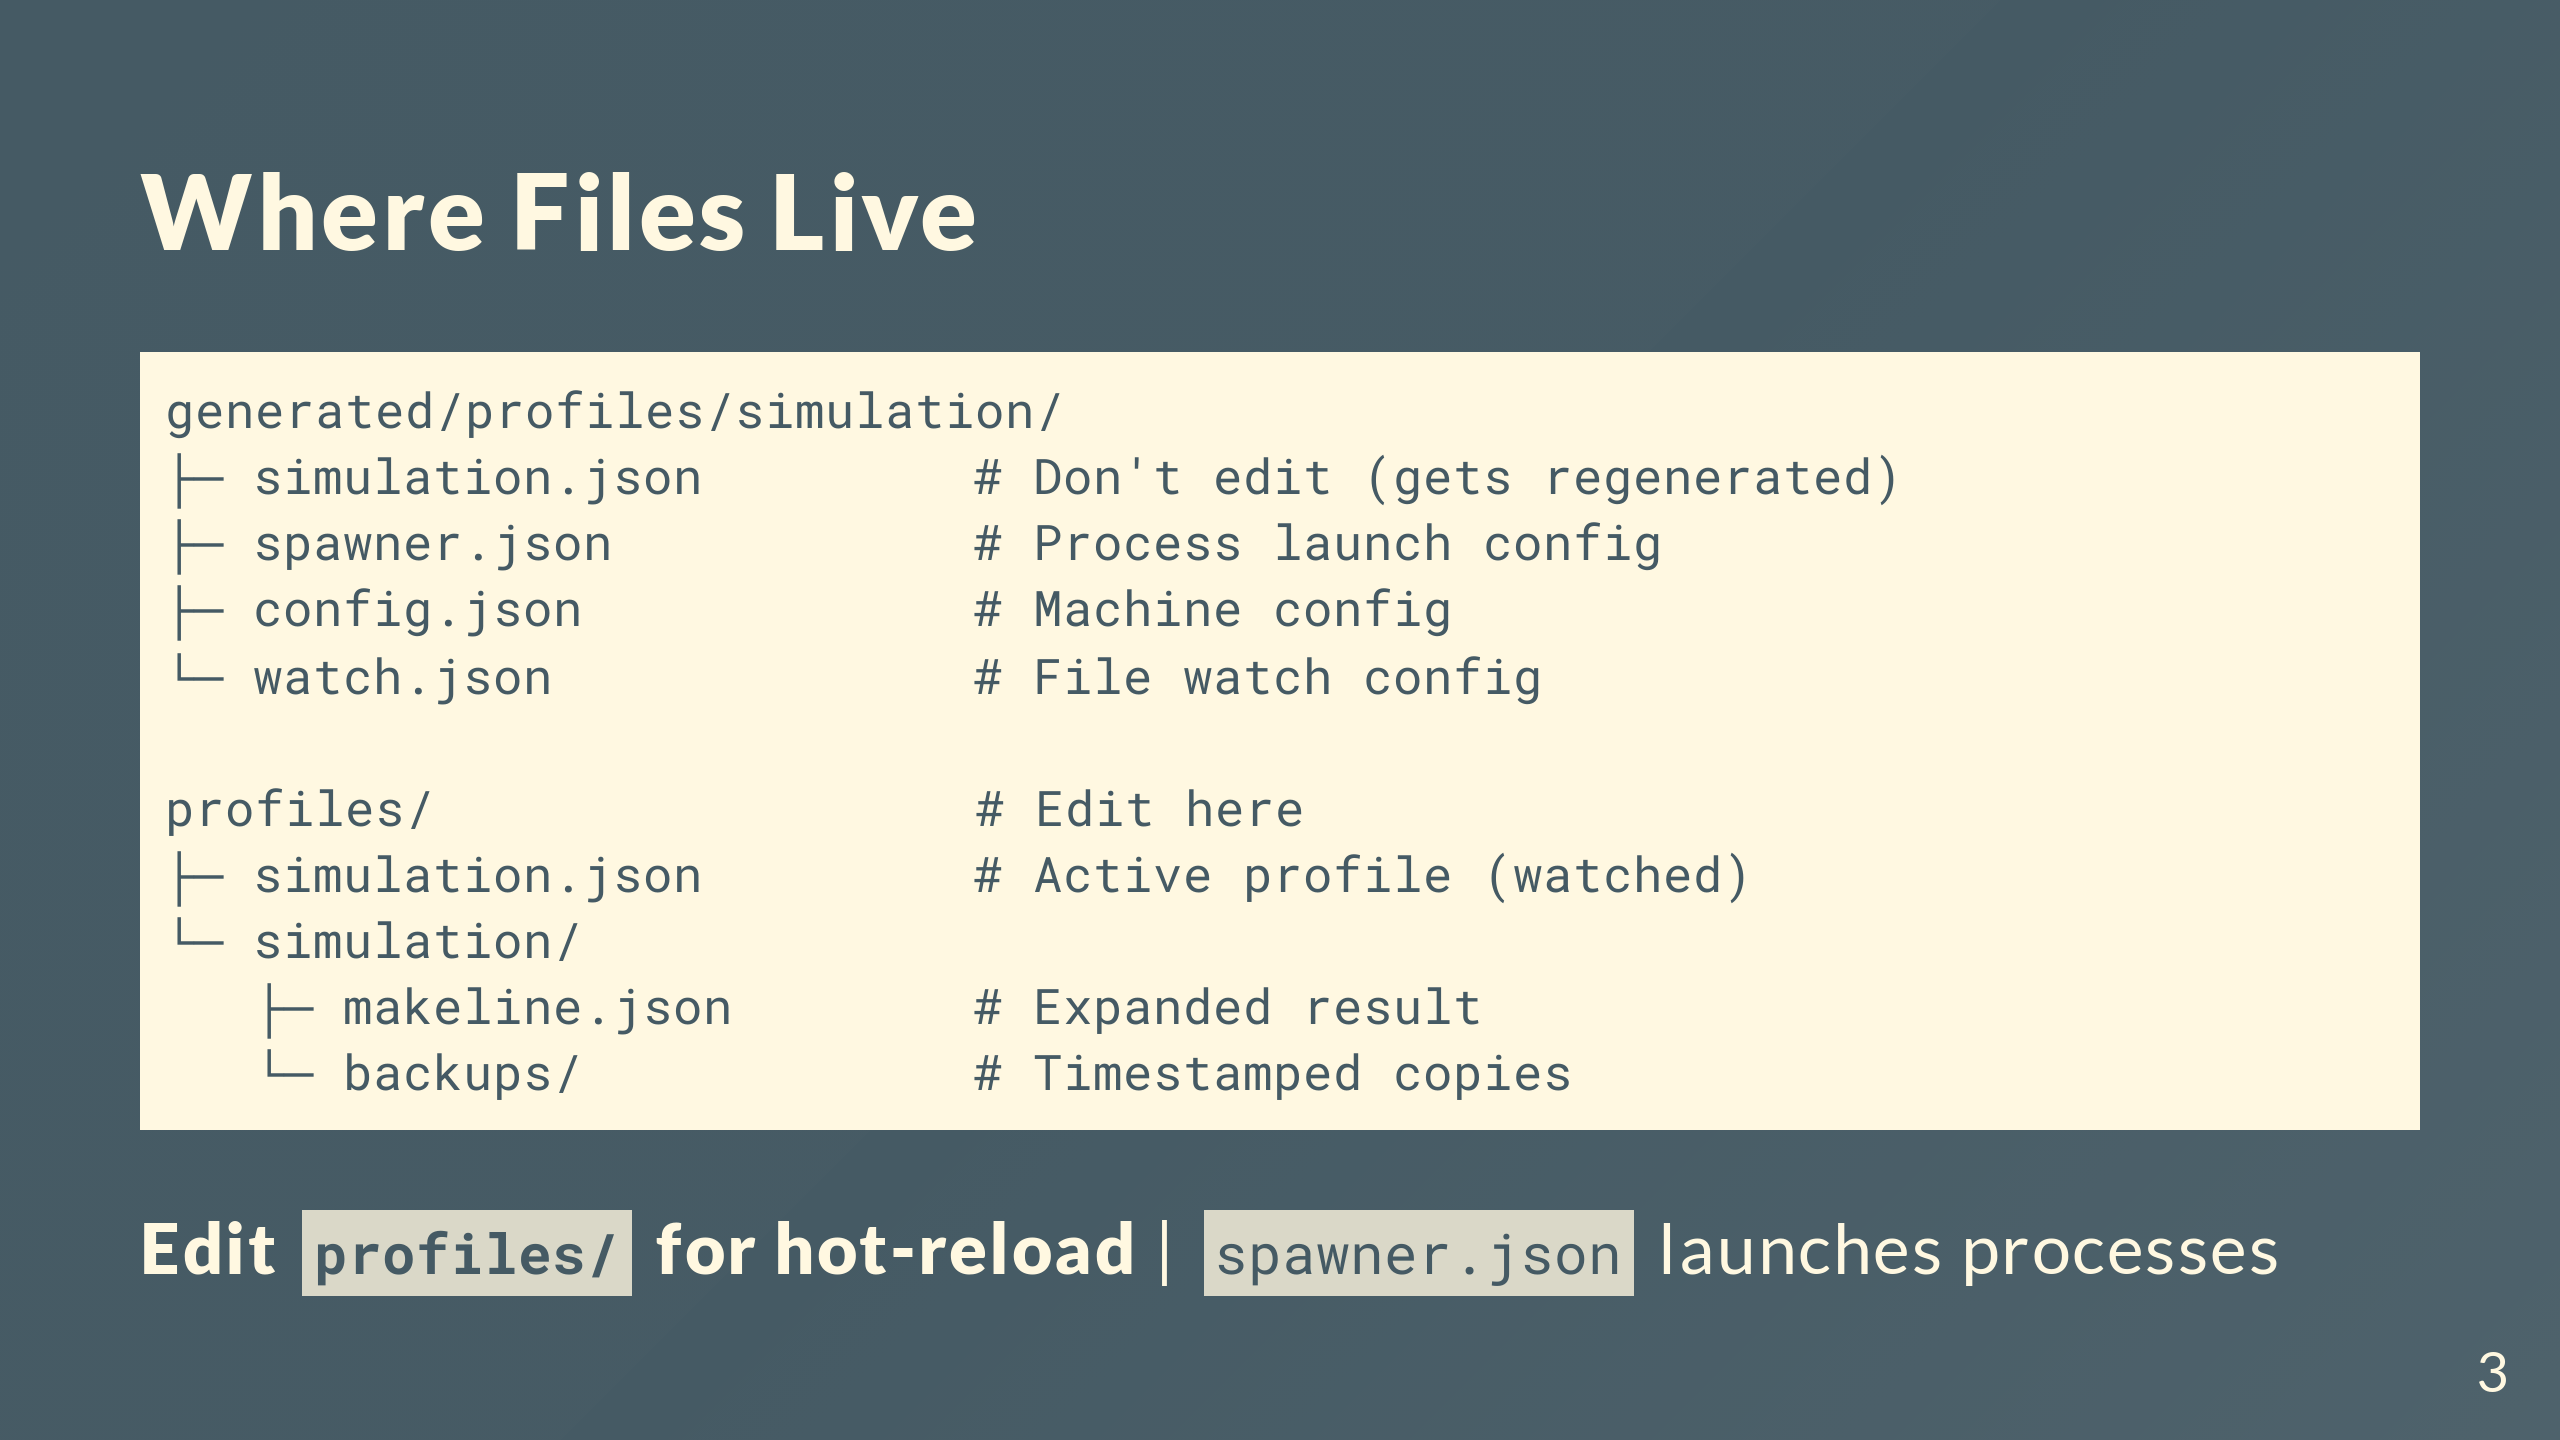 Where Files Live
generated/profiles/simulation/
├─ simulation.json         # Don't edit (gets regenerated)
├─ spawner.json            # Process launch config
├─ config.json             # Machine config
└─ watch.json              # File watch config

profiles/                  # Edit here
├─ simulation.json         # Active profile (watched)
└─ simulation/
   ├─ makeline.json        # Expanded result
   └─ backups/             # Timestamped copies
Edit profiles/ for hot-reload | spawner.json launches processes
3